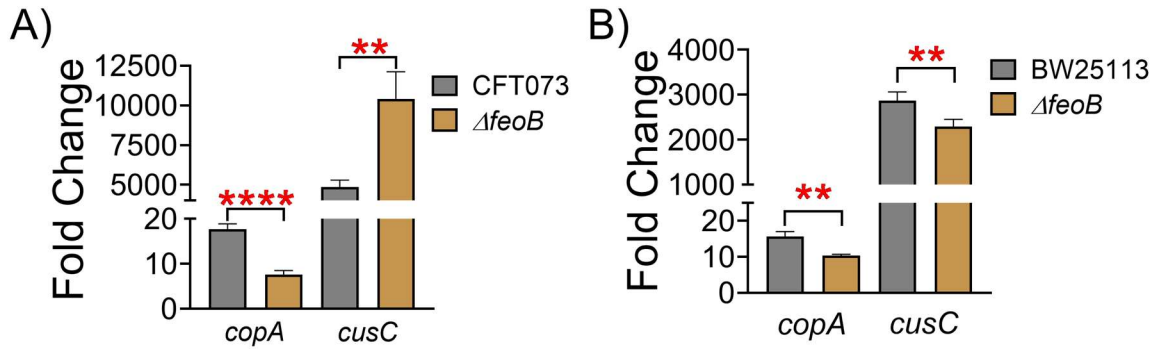 A)
Fold Change
12500
10000
7500
5000
20
10
0
****
**
copA
cusC
CFT073
ΔfeoB
B)
Fold Change
4000
3000
2000
1000
20
10
0
**
**
copA
cusC
BW25113
ΔfeoB